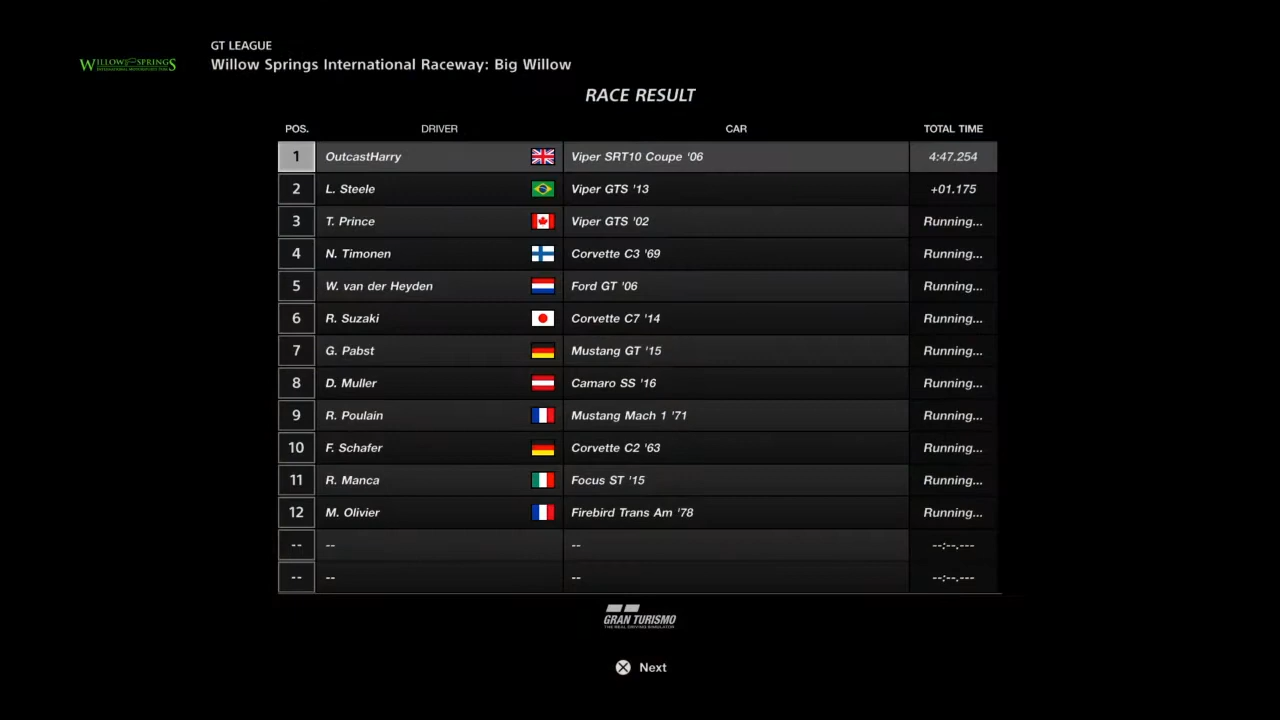 GT LEAGUE
WILLOW SPRINGS
Willow Springs International Raceway: Big Willow
RACE RESULT
POS. DRIVER CAR TOTAL TIME
1 OutcastHarry Viper SRT10 Coupe '06 4:47.254
2 L. Steele Viper GTS '13 +01.175
3 T. Prince Viper GTS '02 Running...
4 N. Timonen Corvette C3 '69 Running...
5 W. van der Heyden Ford GT '06 Running...
6 R. Suzaki Corvette C7 '14 Running...
7 G. Pabst Mustang GT '15 Running...
8 D. Muller Camaro SS '16 Running...
9 R. Poulain Mustang Mach 1 '71 Running...
10 F. Schafer Corvette C2 '63 Running...
11 R. Manca Focus ST '15 Running...
12 M. Olivier Firebird Trans Am '78 Running...
-- -- -- --:--.---
-- -- -- --:--.---
GRAN TURISMO
THE REAL DRIVING SIMULATOR
Next